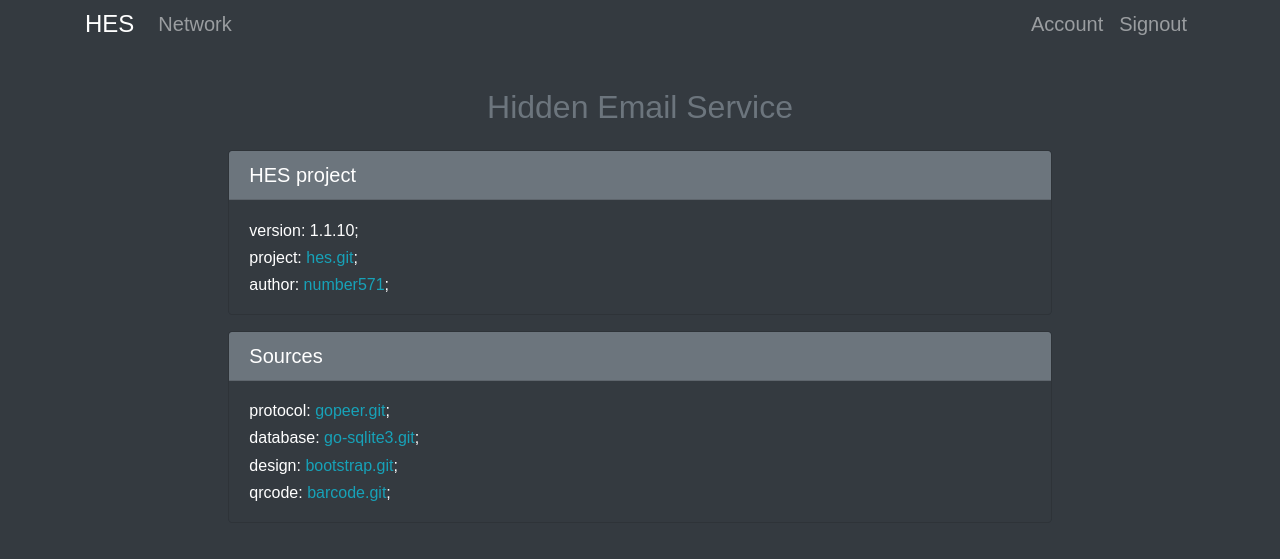 HES Network Account Signout
Hidden Email Service
HES project
version: 1.1.10;
project: hes.git;
author: number571;
Sources
protocol: gopeer.git;
database: go-sqlite3.git;
design: bootstrap.git;
qrcode: barcode.git;